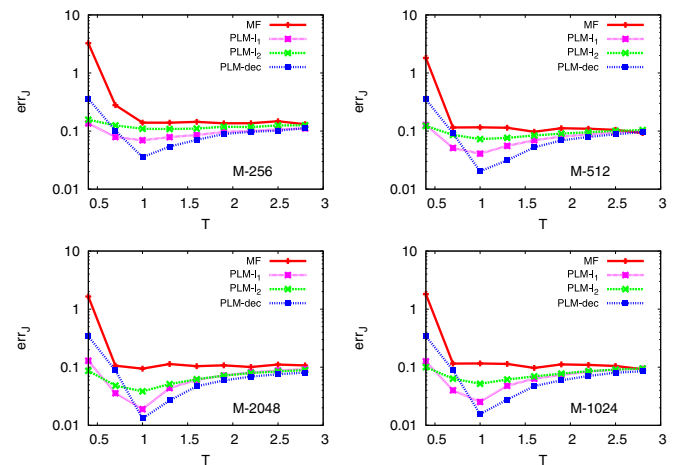 10
1
0.1
0.01
err_J
0.5 1 1.5 2 2.5 3
T
MF
PLM-l_1
PLM-l_2
PLM-dec
M-256
10
1
0.1
0.01
err_J
0.5 1 1.5 2 2.5 3
T
MF
PLM-l_1
PLM-l_2
PLM-dec
M-512
10
1
0.1
0.01
err_J
0.5 1 1.5 2 2.5 3
T
MF
PLM-l_1
PLM-l_2
PLM-dec
M-2048
10
1
0.1
0.01
err_J
0.5 1 1.5 2 2.5 3
T
MF
PLM-l_1
PLM-l_2
PLM-dec
M-1024